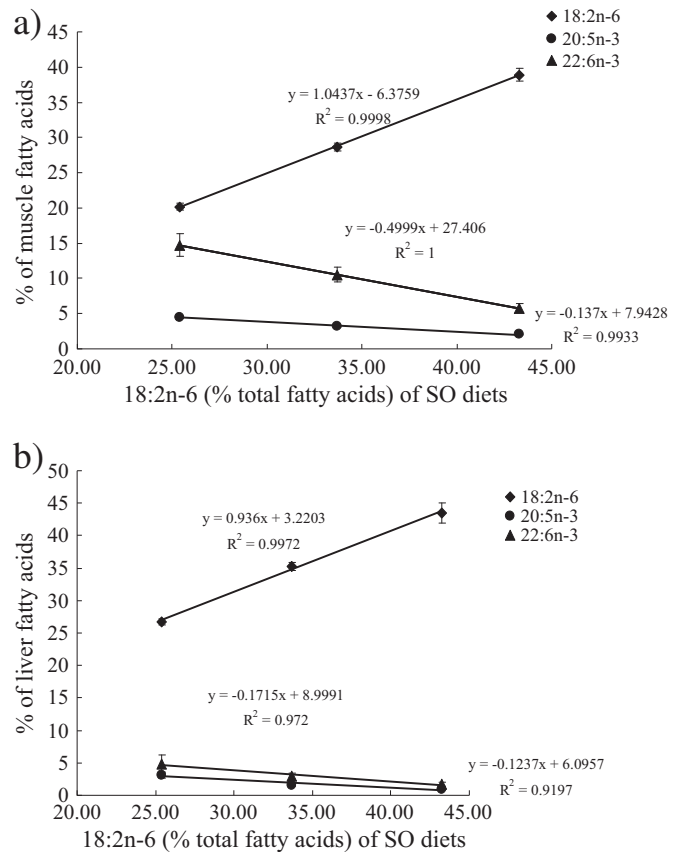 a)
18:2n-6
20:5n-3
22:6n-3
45
40
35
30
25
20
15
10
5
0
% of muscle fatty acids
y = 1.0437x - 6.3759
R² = 0.9998
y = -0.4999x + 27.406
R² = 1
y = -0.137x + 7.9428
R² = 0.9933
20.00 25.00 30.00 35.00 40.00 45.00
18:2n-6 (% total fatty acids) of SO diets
b)
50
45
40
35
30
25
20
15
10
5
0
% of liver fatty acids
18:2n-6
20:5n-3
22:6n-3
y = 0.936x + 3.2203
R² = 0.9972
y = -0.1715x + 8.9991
R² = 0.972
y = -0.1237x + 6.0957
R² = 0.9197
20.00 25.00 30.00 35.00 40.00 45.00
18:2n-6 (% total fatty acids) of SO diets